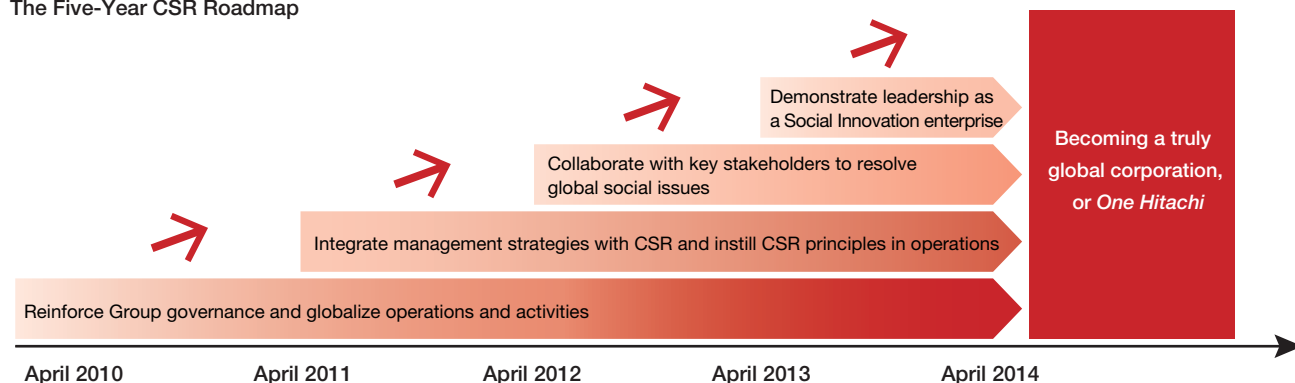 The Five-Year CSR Roadmap
Demonstrate leadership as
a Social Innovation enterprise
Collaborate with key stakeholders to resolve
global social issues
Integrate management strategies with CSR and instill CSR principles in operations
Reinforce Group governance and globalize operations and activities
Becoming a truly
global corporation,
or One Hitachi
April 2010
April 2011
April 2012
April 2013
April 2014